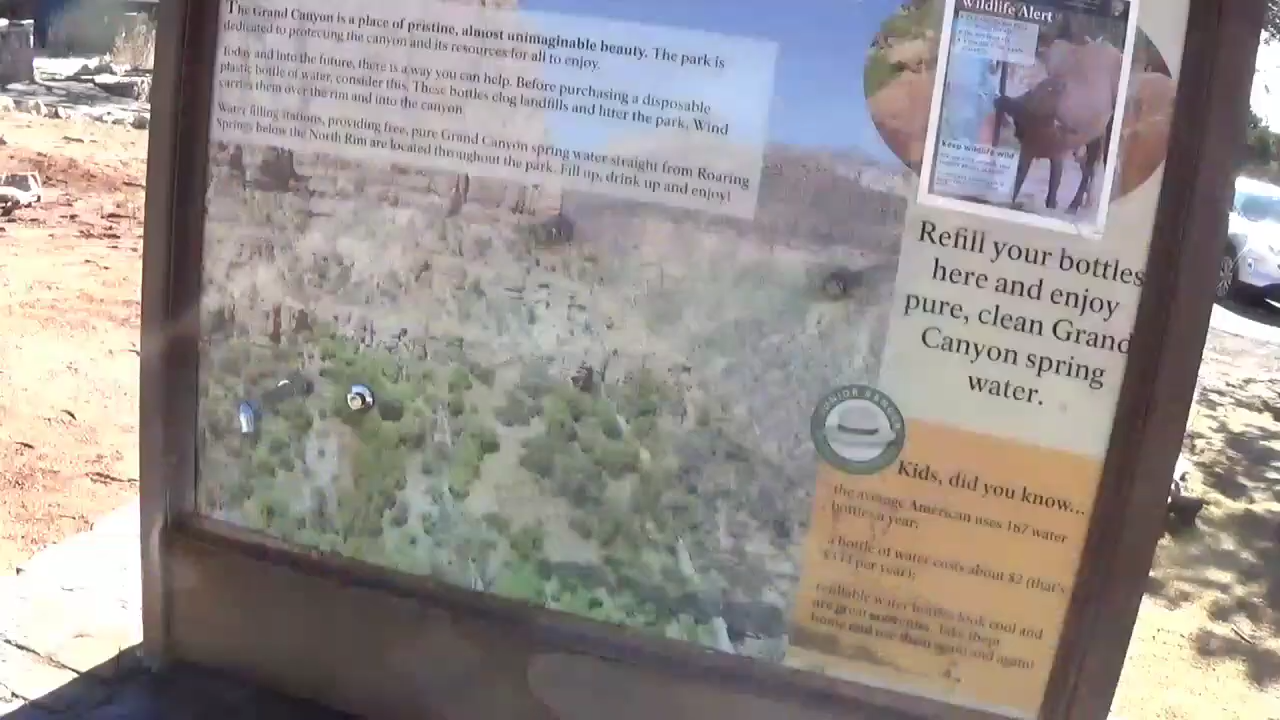 The Grand Canyon is a place of pristine, almost unimaginable beauty. The park is
dedicated to protecting the canyon and its resources for all to enjoy.
Today and into the future, there is a way you can help. Before purchasing a disposable
plastic bottle of water, consider this. These bottles clog landfills and litter the park. Wind
carries them over the rim and into the canyon.
Water filling stations, providing free, pure Grand Canyon spring water straight from Roaring
Springs below the North Rim are located throughout the park. Fill up, drink up and enjoy!
Wildlife Alert
Keep wildlife wild
Refill your bottles
here and enjoy
pure, clean Grand
Canyon spring
water.
JUNIOR RANGER
Kids, did you know...
the average American uses 167 water
bottles a year;
a bottle of water costs about $2 (that's
per year);
refillable water bottles look cool and
are great souvenirs. Take them
home and use them again and again!